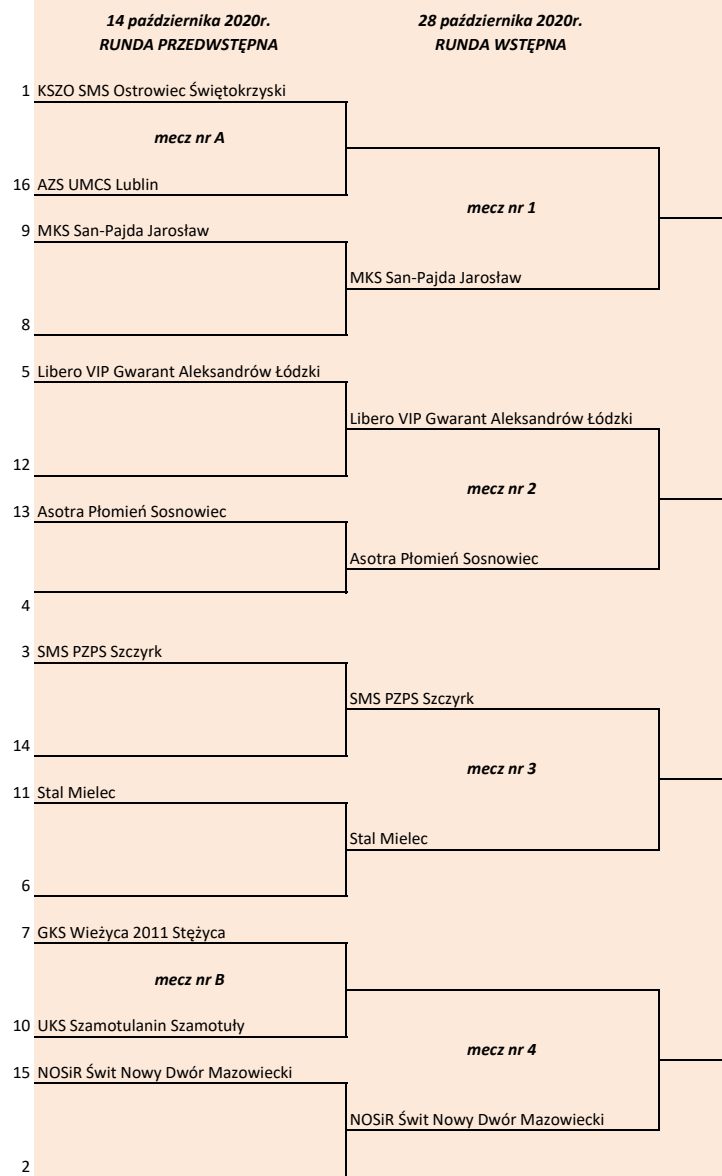 14 października 2020r.
RUNDA PRZEDWSTĘPNA
28 października 2020r.
RUNDA WSTĘPNA
1 KSZO SMS Ostrowiec Świętokrzyski
mecz nr A
16 AZS UMCS Lublin
mecz nr 1
9 MKS San-Pajda Jarosław
MKS San-Pajda Jarosław
8
5 Libero VIP Gwarant Aleksandrów Łódzki
Libero VIP Gwarant Aleksandrów Łódzki
12
mecz nr 2
13 Asotra Płomień Sosnowiec
Asotra Płomień Sosnowiec
4
3 SMS PZPS Szczyrk
SMS PZPS Szczyrk
14
mecz nr 3
11 Stal Mielec
Stal Mielec
6
7 GKS Wieżyca 2011 Stężyca
mecz nr B
10 UKS Szamotulanin Szamotuły
mecz nr 4
15 NOSiR Świt Nowy Dwór Mazowiecki
NOSiR Świt Nowy Dwór Mazowiecki
2